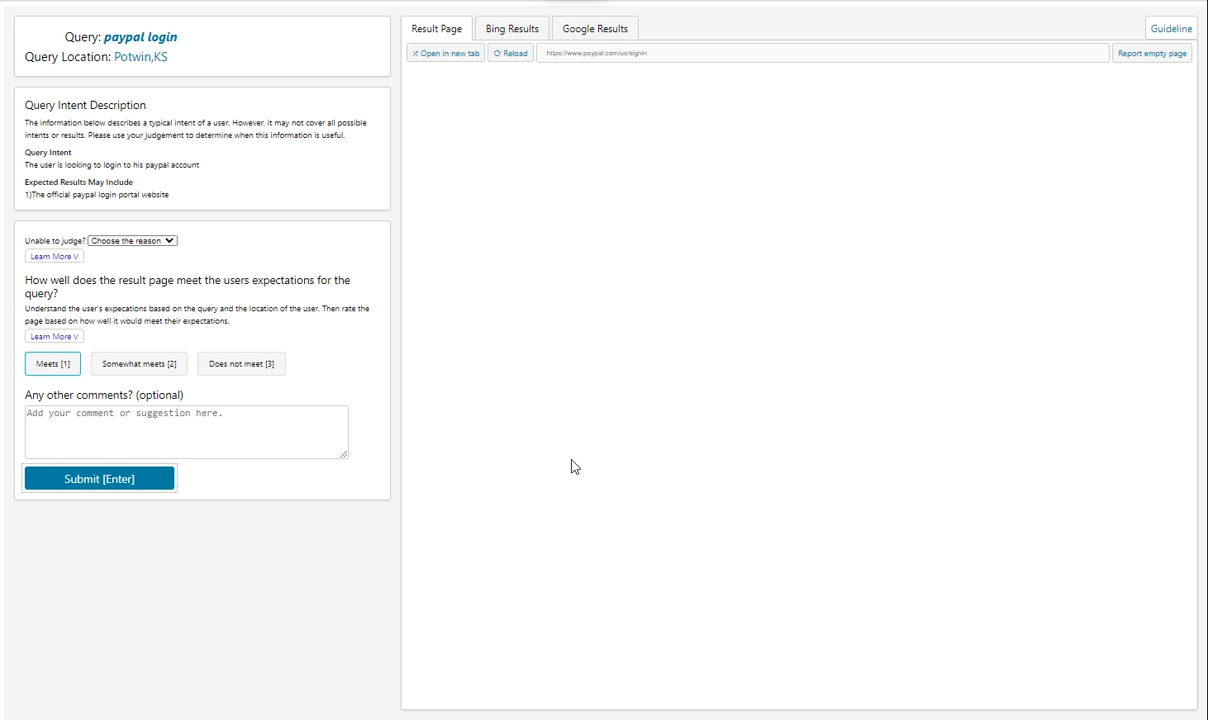 Query: paypal login
Query Location: Potwin,KS
Query Intent Description
The information below describes a typical intent of a user. However, it may not cover all possible
intents or results. Please use your judgement to determine when this information is useful.
Query Intent
The user is looking to login to his paypal account
Expected Results May Include
1)The official paypal login portal website
Unable to judge? Choose the reason
Learn More V
How well does the result page meet the users expectations for the
query?
Understand the user's expecations based on the query and the location of the user. Then rate the
page based on how well it would meet their expectations.
Learn More V
Meets [1] Somewhat meets [2] Does not meet [3]
Any other comments? (optional)
Add your comment or suggestion here.
Submit [Enter]
Result Page Bing Results Google Results Guideline
Open in new tab Reload https://www.paypal.com/us/signin Report empty page